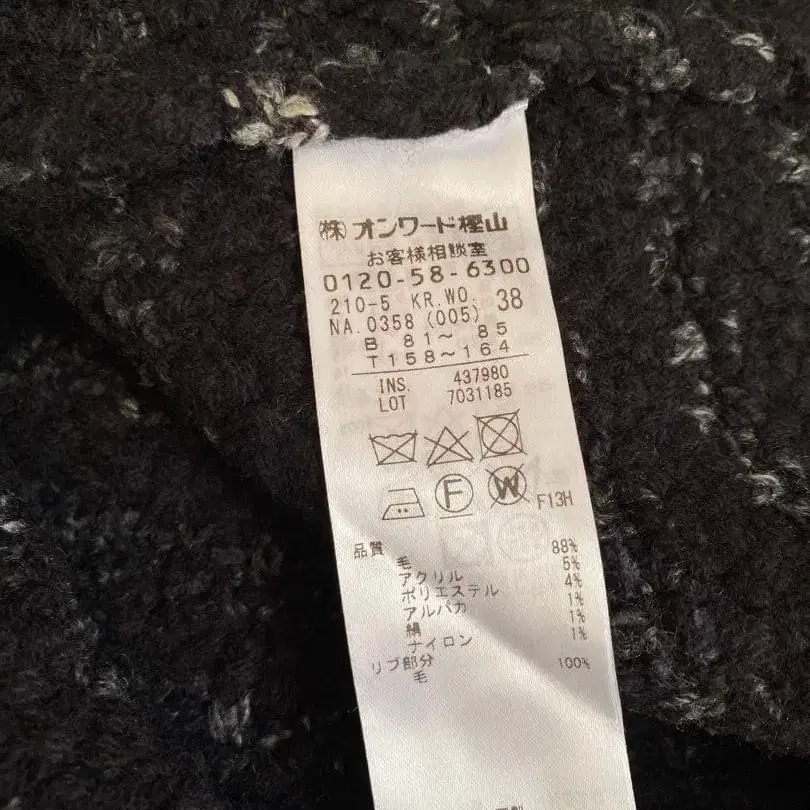 ㈱オンワード樫山
お客様相談室
0120-58-6300
210-5 KR.WO. 38
NA.0358 (005)
B 81~ 85
T158~164
INS. 437980
LOT 7031185
F
W
F13H
品質
毛 88%
アクリル 5%
ポリエステル 4%
アルパカ 1%
絹 1%
ナイロン 1%
リブ部分
毛 100%